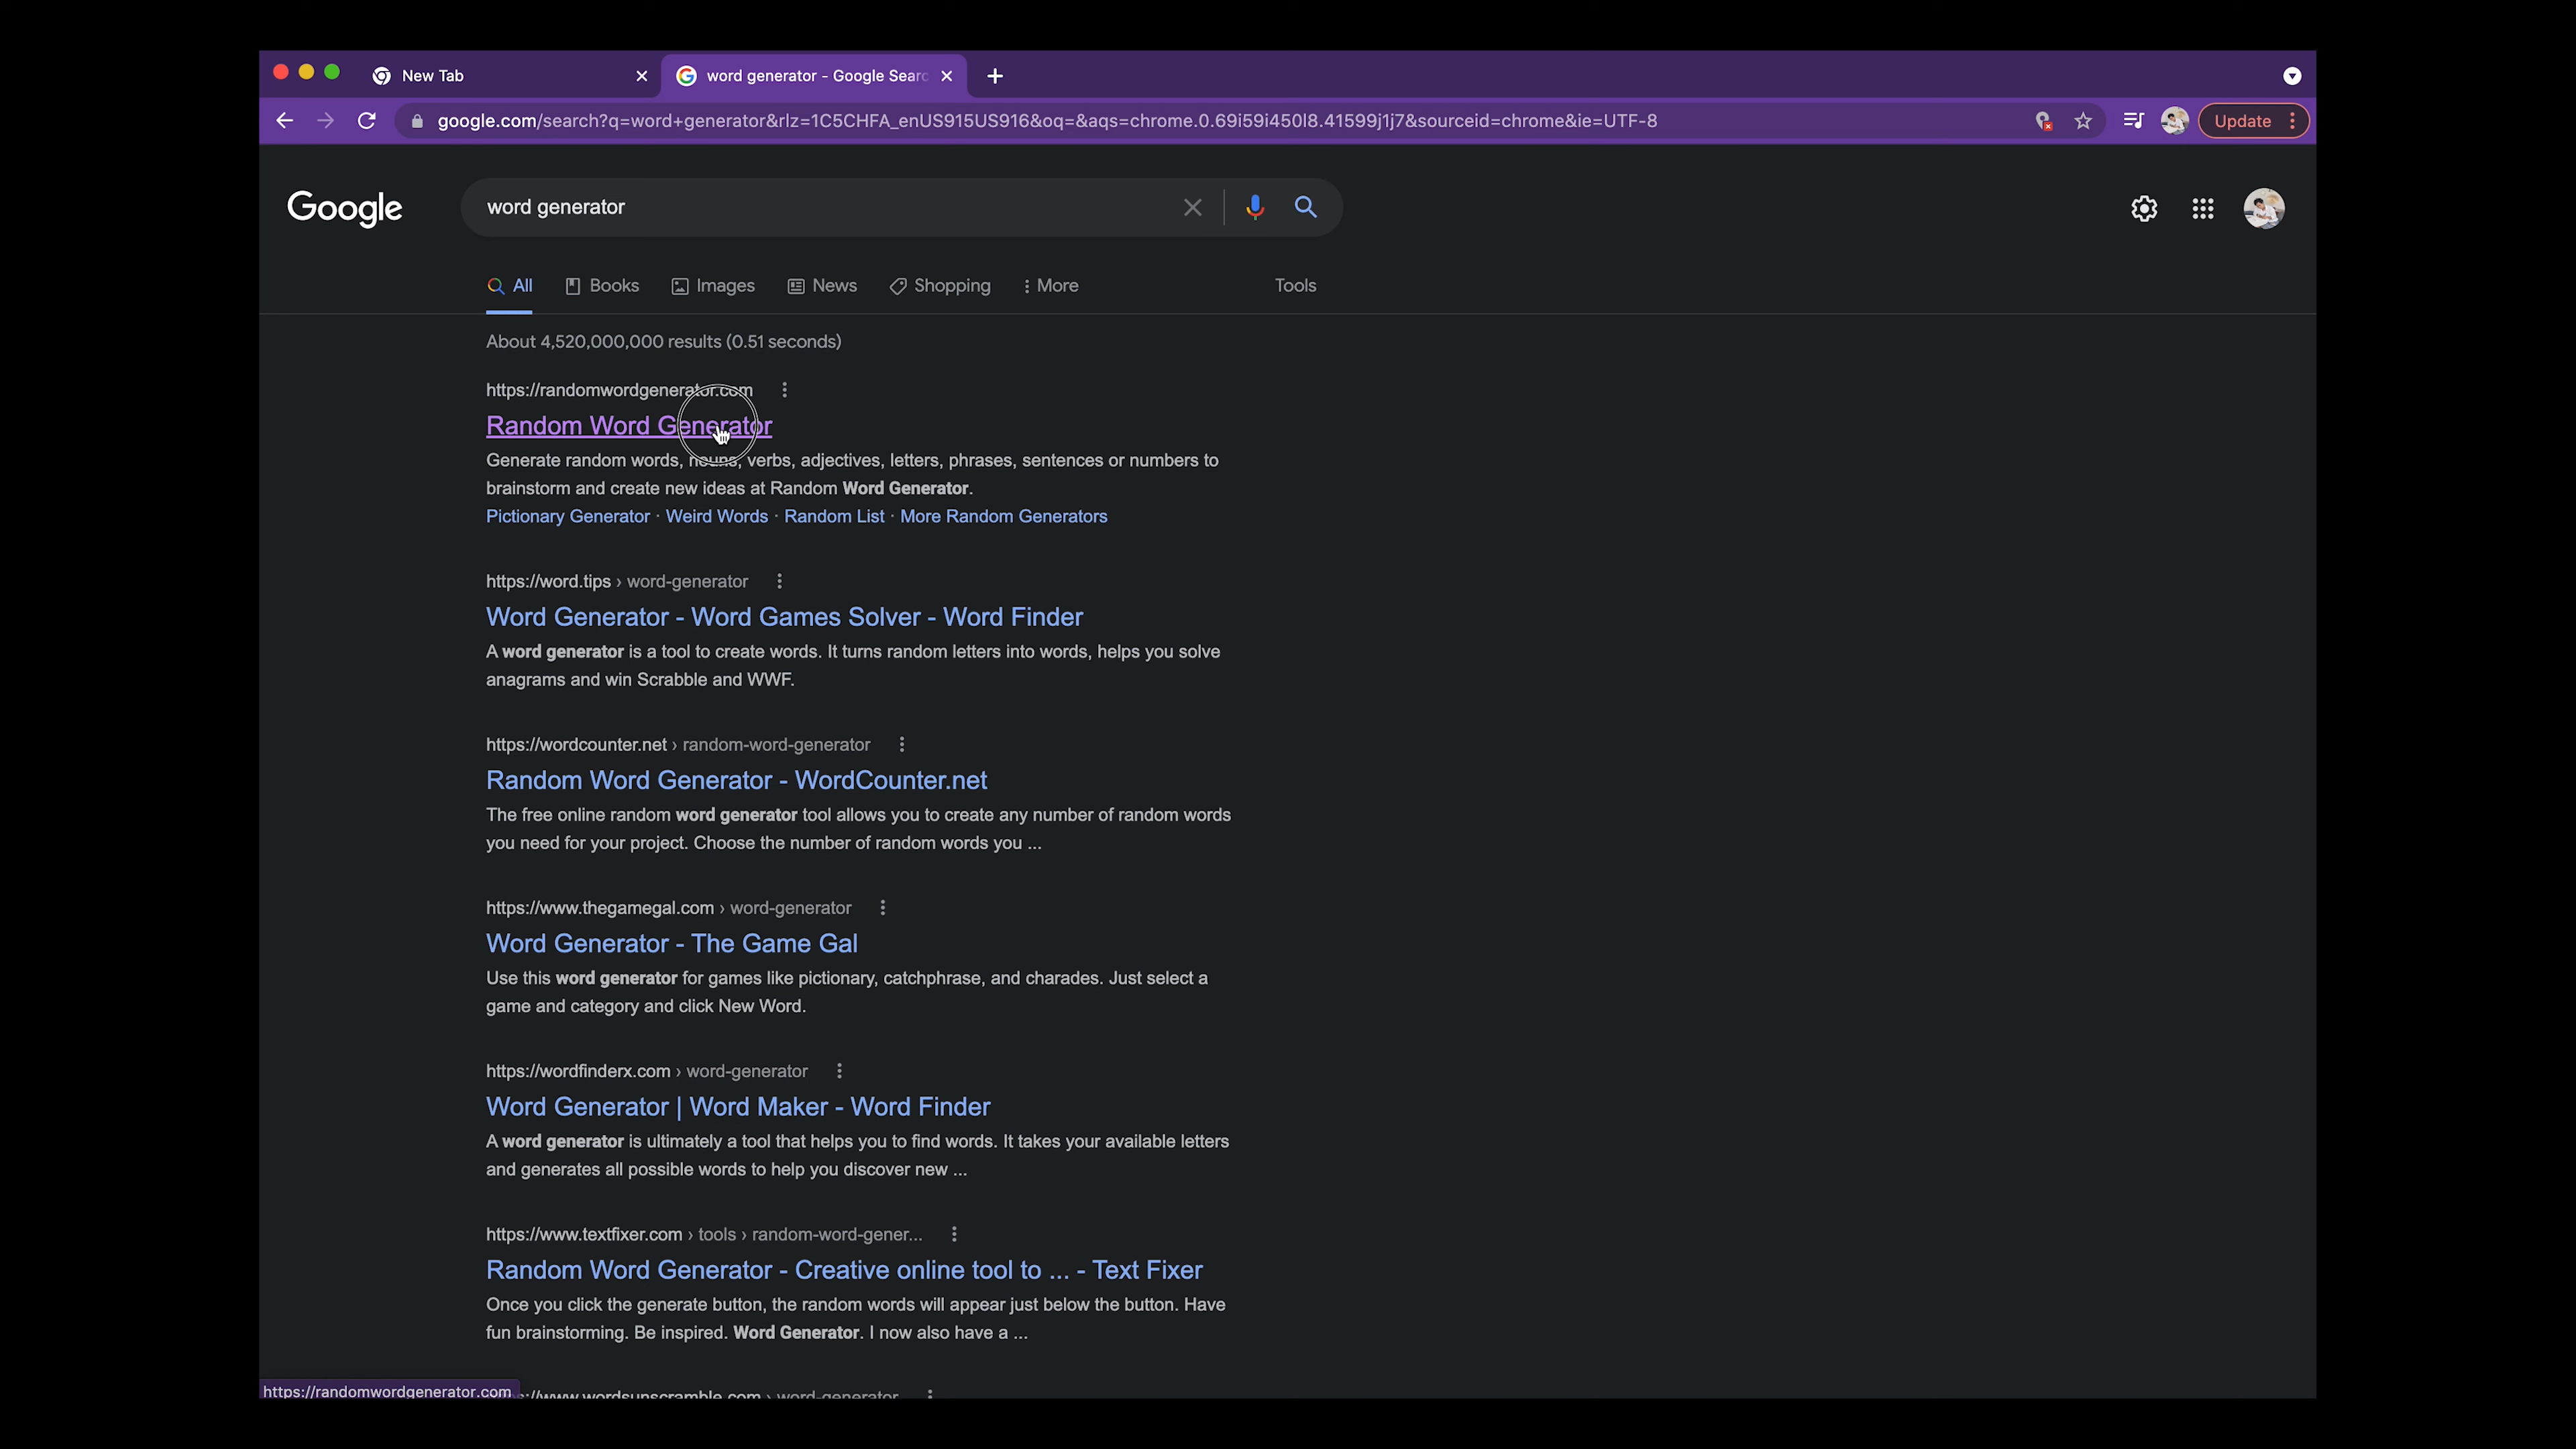 New Tab
word generator - Google Searc
google.com/search?q=word+generator&rlz=1C5CHFA_enUS915US916&oq=&aqs=chrome.0.69i59i450l8.41599j1j7&sourceid=chrome&ie=UTF-8
Update
Google
word generator
All Books Images News Shopping More Tools
About 4,520,000,000 results (0.51 seconds)
https://randomwordgenerator.com
Random Word Generator
Generate random words, nouns, verbs, adjectives, letters, phrases, sentences or numbers to
brainstorm and create new ideas at Random Word Generator.
Pictionary Generator · Weird Words · Random List · More Random Generators
https://word.tips › word-generator
Word Generator - Word Games Solver - Word Finder
A word generator is a tool to create words. It turns random letters into words, helps you solve
anagrams and win Scrabble and WWF.
https://wordcounter.net › random-word-generator
Random Word Generator - WordCounter.net
The free online random word generator tool allows you to create any number of random words
you need for your project. Choose the number of random words you ...
https://www.thegamegal.com › word-generator
Word Generator - The Game Gal
Use this word generator for games like pictionary, catchphrase, and charades. Just select a
game and category and click New Word.
https://wordfinderx.com › word-generator
Word Generator | Word Maker - Word Finder
A word generator is ultimately a tool that helps you to find words. It takes your available letters
and generates all possible words to help you discover new ...
https://www.textfixer.com › tools › random-word-gener...
Random Word Generator - Creative online tool to ... - Text Fixer
Once you click the generate button, the random words will appear just below the button. Have
fun brainstorming. Be inspired. Word Generator. I now also have a ...
https://randomwordgenerator.com
://www.wordsunscramble.com › word-generator